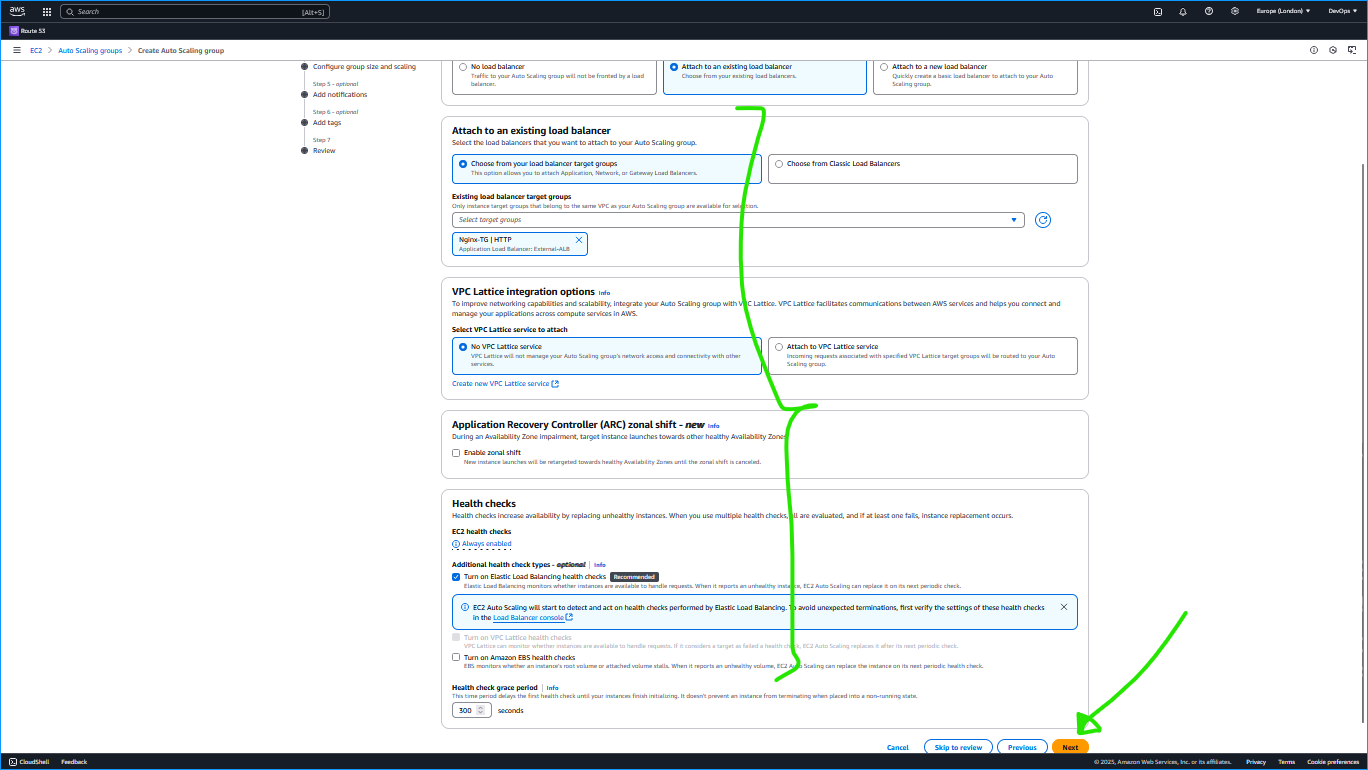 aws
Search
[Alt+S]
Europe (London)
DevOps
Route 53
EC2
Auto Scaling groups
Create Auto Scaling group
Configure group size and scaling
Step 5 - optional
Add notifications
Step 6 - optional
Add tags
Step 7
Review
No load balancer
Traffic to your Auto Scaling group will not be fronted by a load
balancer.
Attach to an existing load balancer
Choose from your existing load balancers.
Attach to a new load balancer
Quickly create a basic load balancer to attach to your Auto
Scaling group.
Attach to an existing load balancer
Select the load balancers that you want to attach to your Auto Scaling group.
Choose from your load balancer target groups
This option allows you to attach Application, Network, or Gateway Load Balancers.
Choose from Classic Load Balancers
Existing load balancer target groups
Only instance target groups that belong to the same VPC as your Auto Scaling group are available for selection.
Select target groups
Nginx-TG | HTTP
Application Load Balancer: External-ALB
VPC Lattice integration options Info
To improve networking capabilities and scalability, integrate your Auto Scaling group with VPC Lattice. VPC Lattice facilitates communications between AWS services and helps you connect and
manage your applications across compute services in AWS.
Select VPC Lattice service to attach
No VPC Lattice service
VPC Lattice will not manage your Auto Scaling group's network access and connectivity with other
services.
Attach to VPC Lattice service
Incoming requests associated with specified VPC Lattice target groups will be routed to your Auto
Scaling group.
Create new VPC Lattice service
Application Recovery Controller (ARC) zonal shift - new Info
During an Availability Zone impairment, target instance launches towards other healthy Availability Zones.
Enable zonal shift
New instance launches will be retargeted towards healthy Availability Zones until the zonal shift is canceled.
Health checks
Health checks increase availability by replacing unhealthy instances. When you use multiple health checks, all are evaluated, and if at least one fails, instance replacement occurs.
EC2 health checks
Always enabled
Additional health check types - optional | Info
Turn on Elastic Load Balancing health checks Recommended
Elastic Load Balancing monitors whether instances are available to handle requests. When it reports an unhealthy instance, EC2 Auto Scaling can replace it on its next periodic check.
EC2 Auto Scaling will start to detect and act on health checks performed by Elastic Load Balancing. To avoid unexpected terminations, first verify the settings of these health checks
in the Load Balancer console
Turn on VPC Lattice health checks
VPC Lattice can monitor whether instances are available to handle requests. If it considers a target as failed a health check, EC2 Auto Scaling replaces it after its next periodic check.
Turn on Amazon EBS health checks
EBS monitors whether an instance's root volume or attached volume stalls. When it reports an unhealthy volume, EC2 Auto Scaling can replace the instance on its next periodic health check.
Health check grace period | Info
This time period delays the first health check until your instances finish initializing. It doesn't prevent an instance from terminating when placed into a non-running state.
300
seconds
Cancel
Skip to review
Previous
Next
CloudShell
Feedback
© 2025, Amazon Web Services, Inc. or its affiliates.
Privacy
Terms
Cookie preferences